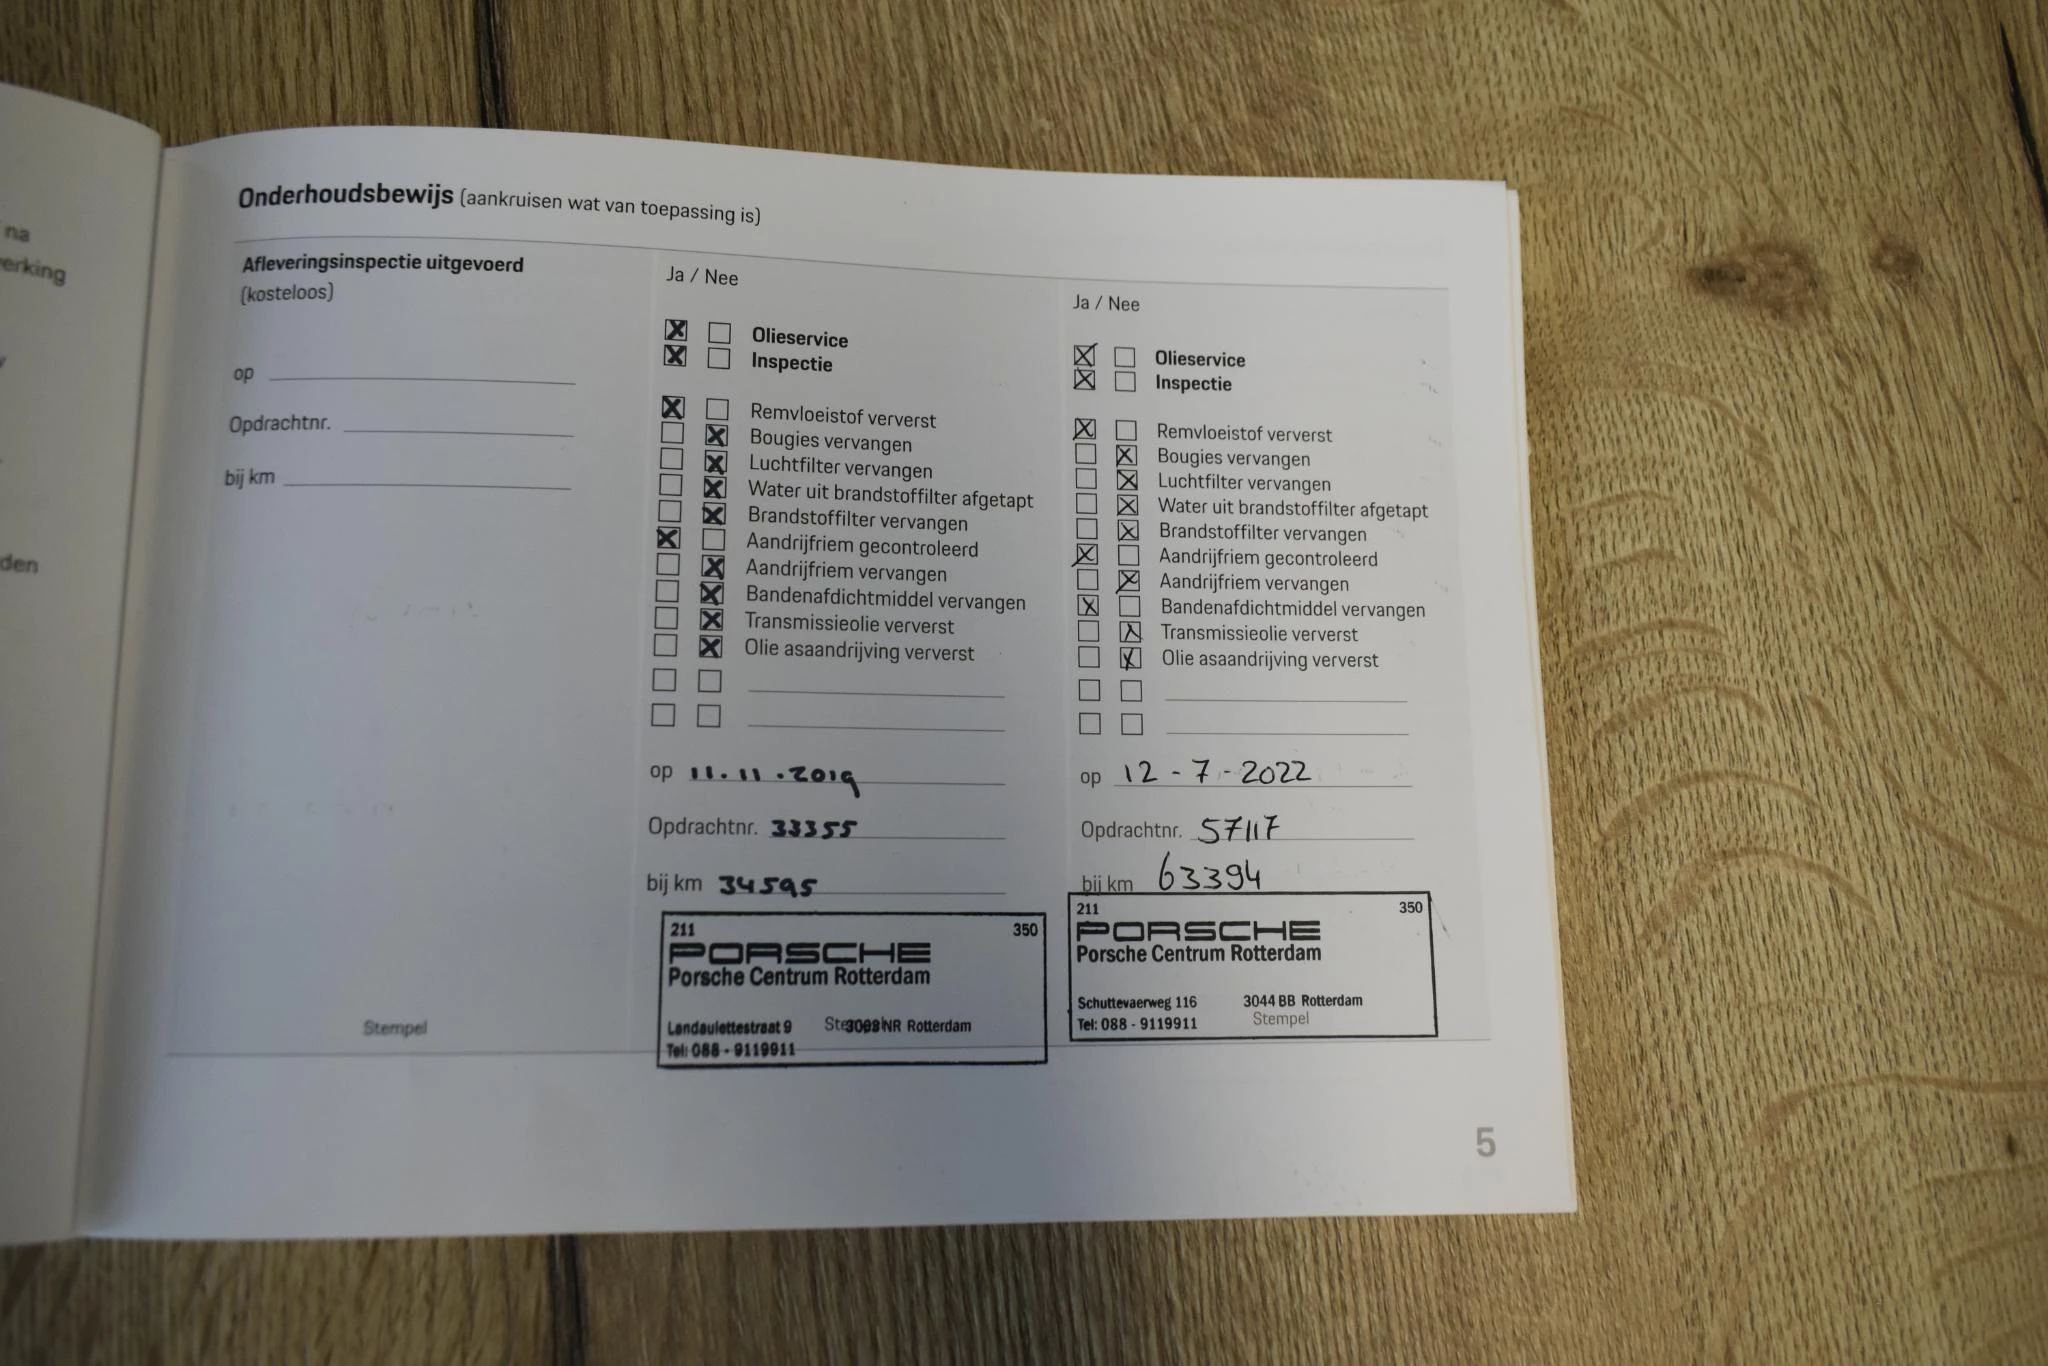 na
erking
den
Onderhoudsbewijs (aankruisen wat van toepassing is)
Afleveringsinspectie uitgevoerd
(kosteloos)
op
Opdrachtnr.
bij km
Stempel
Ja / Nee
Olieservice
Inspectie
Remvloeistof ververst
Bougies vervangen
Luchtfilter vervangen
Water uit brandstoffilter afgetapt
Brandstoffilter vervangen
Aandrijfriem gecontroleerd
Aandrijfriem vervangen
Bandenafdichtmiddel vervangen
Transmissieolie ververst
Olie asaandrijving ververst
op 11.11.2019
Opdrachtnr. 33355
bij km 34595
211 350
PORSCHE
Porsche Centrum Rotterdam
Landaulettestraat 9 Rotterdam
Tel: 088 - 9119911
Ja / Nee
Olieservice
Inspectie
Remvloeistof ververst
Bougies vervangen
Luchtfilter vervangen
Water uit brandstoffilter afgetapt
Brandstoffilter vervangen
Aandrijfriem gecontroleerd
Aandrijfriem vervangen
Bandenafdichtmiddel vervangen
Transmissieolie ververst
Olie asaandrijving ververst
op 12-7-2022
Opdrachtnr. 57117
bij km 63394
211 350
PORSCHE
Porsche Centrum Rotterdam
Schuttevaerweg 116 3044 BB Rotterdam
Tel: 088 - 9119911 Stempel
5